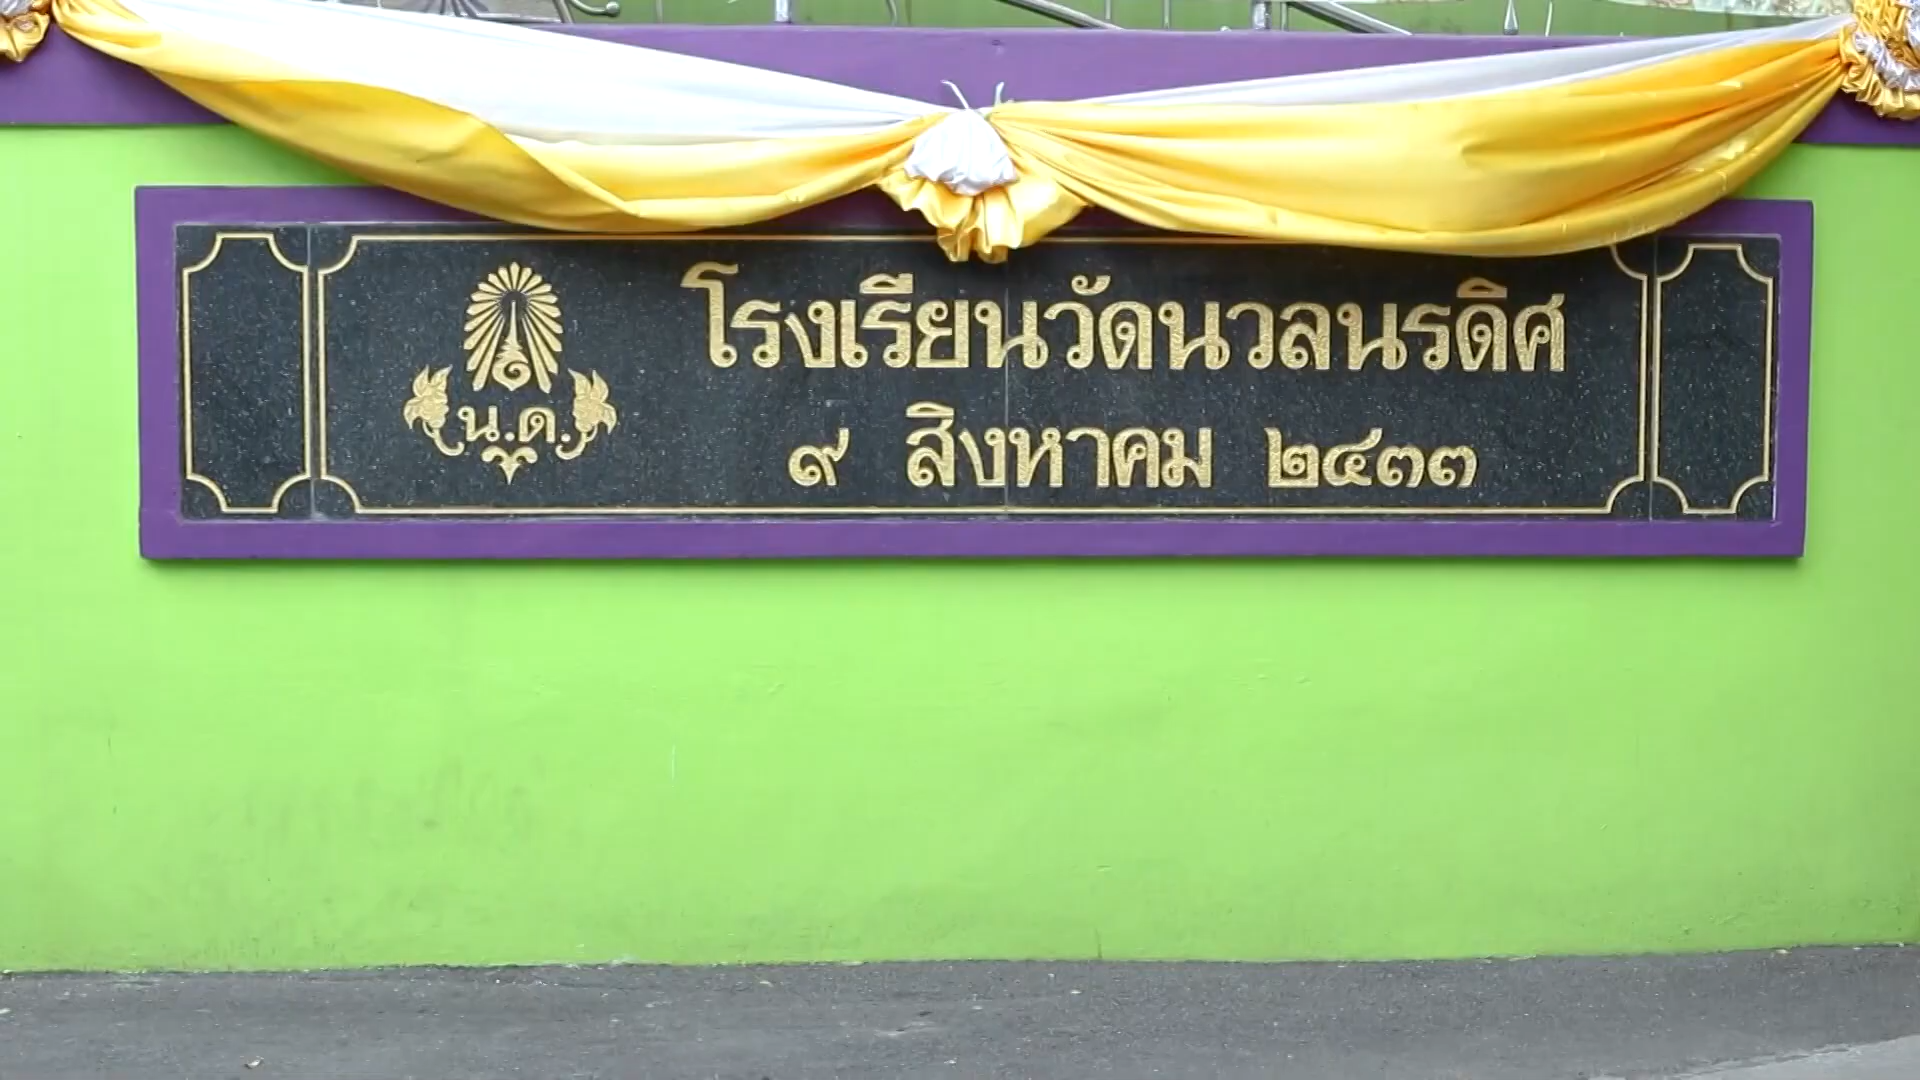 โรงเรียนวัดนวลนรดิศ
น.ด.
๙ สิงหาคม ๒๔๓๓